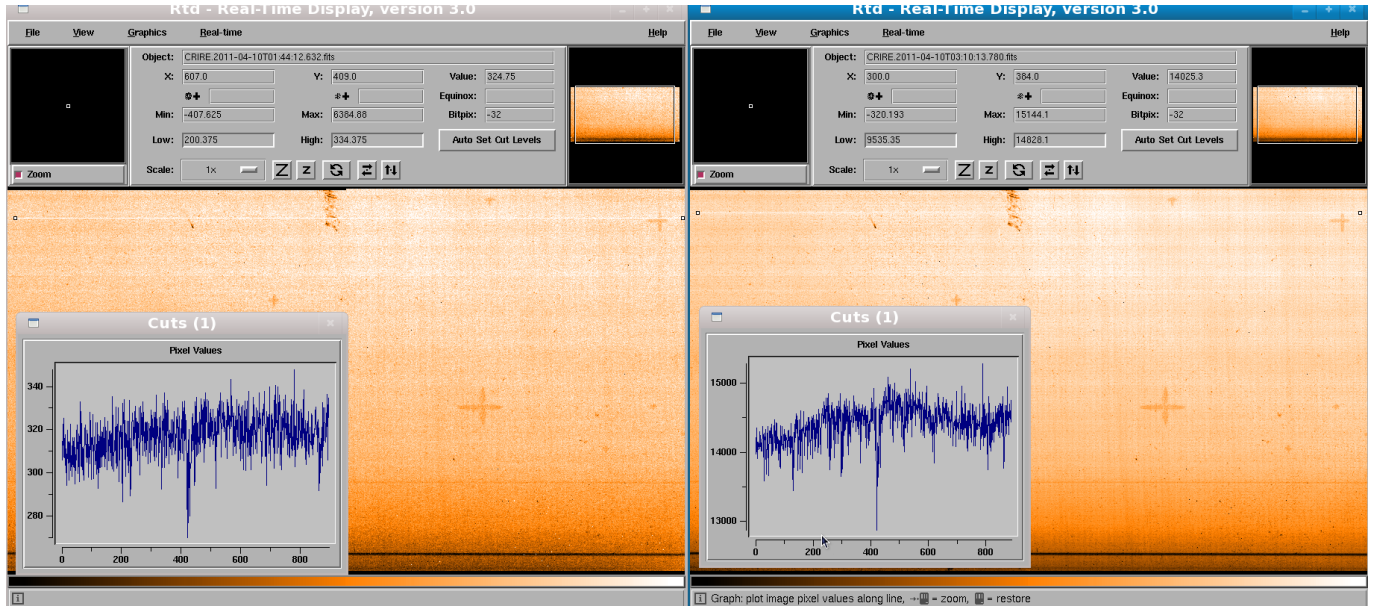 Rtd - Real-Time Display, version 3.0
File View Graphics Real-time Help
Object: CRIRE.2011-04-10T01:44:12.632.fits
X: 607.0 Y: 409.0 Value: 324.75
Equinox:
Min: -407.625 Max: 6384.88 Bitpix: -32
Low: 200.375 High: 334.375 Auto Set Cut Levels
Zoom
Scale: 1x Z z
Cuts (1)
Pixel Values
340
320
300
280
0 200 400 600 800
Rtd - Real-Time Display, version 3.0
File View Graphics Real-time Help
Object: CRIRE.2011-04-10T03:10:13.780.fits
X: 300.0 Y: 384.0 Value: 14025.3
Equinox:
Min: -320.193 Max: 15144.1 Bitpix: -32
Low: 9535.35 High: 14828.1 Auto Set Cut Levels
Zoom
Scale: 1x Z z
Cuts (1)
Pixel Values
15000
14000
13000
0 200 400 600 800
Graph: plot image pixel values along line, = zoom, = restore